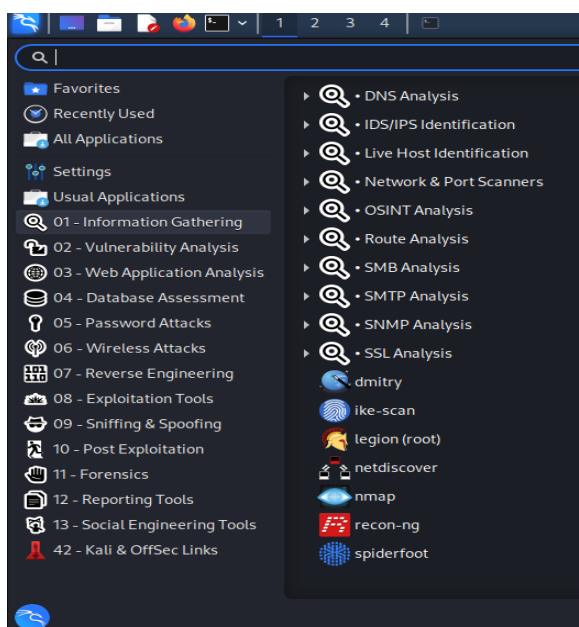 1 2 3 4
Favorites
Recently Used
All Applications
Settings
Usual Applications
01 - Information Gathering
02 - Vulnerability Analysis
03 - Web Application Analysis
04 - Database Assessment
05 - Password Attacks
06 - Wireless Attacks
07 - Reverse Engineering
08 - Exploitation Tools
09 - Sniffing & Spoofing
10 - Post Exploitation
11 - Forensics
12 - Reporting Tools
13 - Social Engineering Tools
42 - Kali & OffSec Links
• DNS Analysis
• IDS/IPS Identification
• Live Host Identification
• Network & Port Scanners
• OSINT Analysis
• Route Analysis
• SMB Analysis
• SMTP Analysis
• SNMP Analysis
• SSL Analysis
dmitry
ike-scan
legion (root)
netdiscover
nmap
recon-ng
spiderfoot